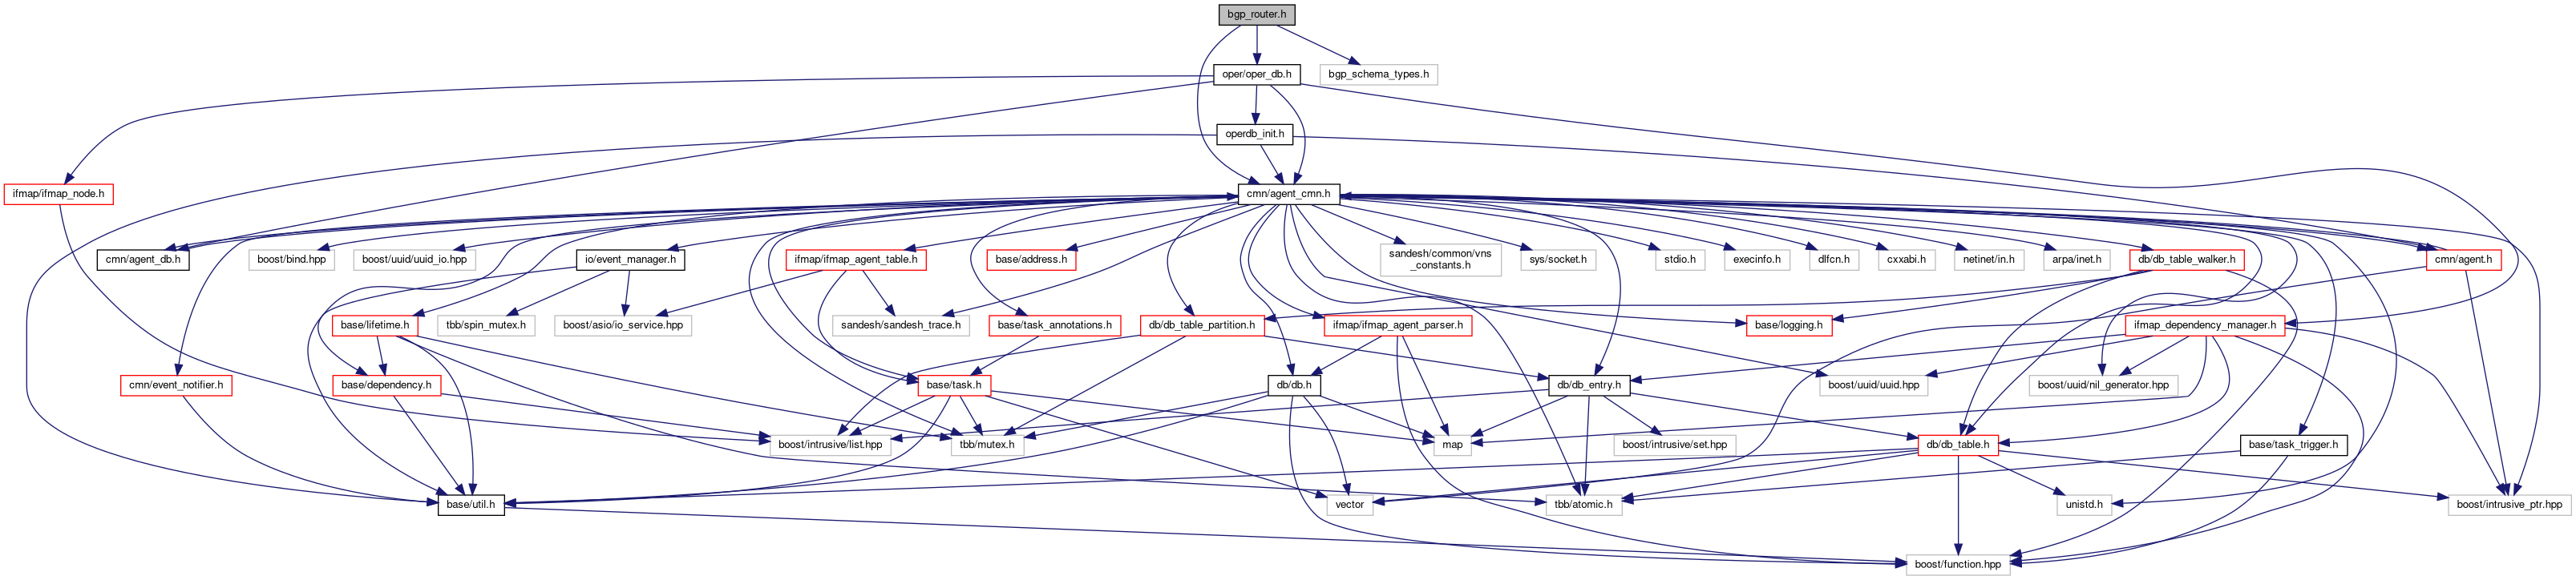 bgp_router.h
oper/oper_db.h
bgp_schema_types.h
operdb_init.h
ifmap/ifmap_node.h
cmn/agent_cmn.h
cmn/agent_db.h
boost/bind.hpp
boost/uuid/uuid_io.hpp
io/event_manager.h
ifmap/ifmap_agent_table.h
base/address.h
sandesh/common/vns
_constants.h
sys/socket.h
stdio.h
execinfo.h
dlfcn.h
cxxabi.h
netinet/in.h
arpa/inet.h
db/db_table_walker.h
cmn/agent.h
base/lifetime.h
tbb/spin_mutex.h
boost/asio/io_service.hpp
sandesh/sandesh_trace.h
base/task_annotations.h
db/db_table_partition.h
ifmap/ifmap_agent_parser.h
base/logging.h
ifmap_dependency_manager.h
cmn/event_notifier.h
base/dependency.h
base/task.h
db/db.h
db/db_entry.h
boost/uuid/uuid.hpp
boost/uuid/nil_generator.hpp
boost/intrusive/list.hpp
tbb/mutex.h
map
boost/intrusive/set.hpp
db/db_table.h
base/task_trigger.h
base/util.h
vector
tbb/atomic.h
unistd.h
boost/intrusive_ptr.hpp
boost/function.hpp